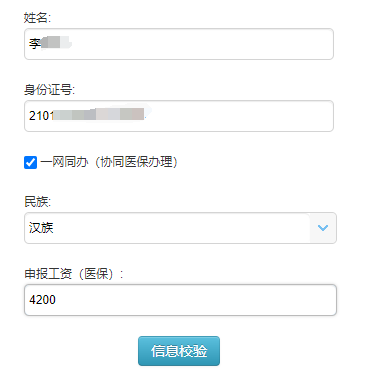 姓名:
李
身份证号:
2101
一网同办（协同医保办理）
民族:
汉族
申报工资（医保）:
4200
信息校验